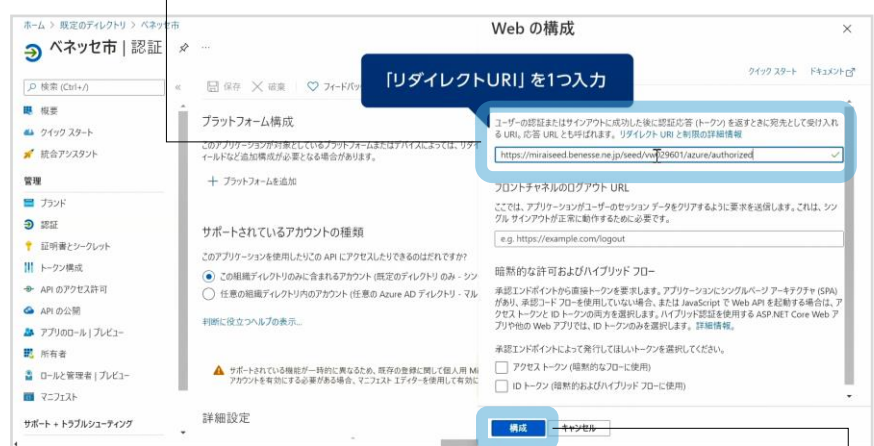 ホーム > 既定のディレクトリ > ベネッセ市
ベネッセ市 | 認証
検索 (Ctrl+/)
概要
クイック スタート
統合アシスタント
管理
ブランド
認証
証明書とシークレット
トークン構成
API のアクセス許可
API の公開
アプリのロール | プレビュー
所有者
ロールと管理者 | プレビュー
マニフェスト
サポート + トラブルシューティング
保存 破棄 フィードバッ
プラットフォーム構成
このアプリケーションが対象としているプラットフォームまたはデバイスによっては、リダイ
ィールドなど追加構成が必要となる場合があります。
+ プラットフォームを追加
サポートされているアカウントの種類
このアプリケーションを使用したりこの API にアクセスしたりできるのはだれですか?
この組織ディレクトリのみに含まれるアカウント (既定のディレクトリ のみ - シン
任意の組織ディレクトリ内のアカウント (任意の Azure AD ディレクトリ - マル
判断に役立つヘルプの表示...
サポートされている機能が一時的に異なるため、既存の登録に関して個人用 Mi
アカウントを有効にする必要がある場合、マニフェスト エディターを使用して有効に
詳細設定
「リダイレクトURI」を1つ入力
Web の構成
クイック スタート ドキュメント
ユーザーの認証またはサインアウトに成功した後に認証応答 (トークン) を返すときに宛先として受け入れ
る URI。応答 URL とも呼ばれます。リダイレクト URI と制限の詳細情報
https://miraiseed.benesse.ne.jp/seed/vw029601/azure/authorized
フロントチャネルのログアウト URL
ここでは、アプリケーションがユーザーのセッション データをクリアするように要求を送信します。これは、シン
グル サインアウトが正常に動作するために必要です。
e.g. https://example.com/logout
暗黙的な許可およびハイブリッド フロー
承認エンドポイントから直接トークンを要求します。アプリケーションにシングルページ アーキテクチャ (SPA)
があり、承認コード フローを使用していない場合、または JavaScript で Web API を起動する場合は、ア
クセス トークンと ID トークンの両方を選択します。ハイブリッド認証を使用する ASP.NET Core Web ア
プリや他の Web アプリでは、ID トークンのみを選択します。詳細情報。
承認エンドポイントによって発行してほしいトークンを選択してください。
アクセス トークン (暗黙的なフローに使用)
ID トークン (暗黙的およびハイブリッド フローに使用)
構成 キャンセル